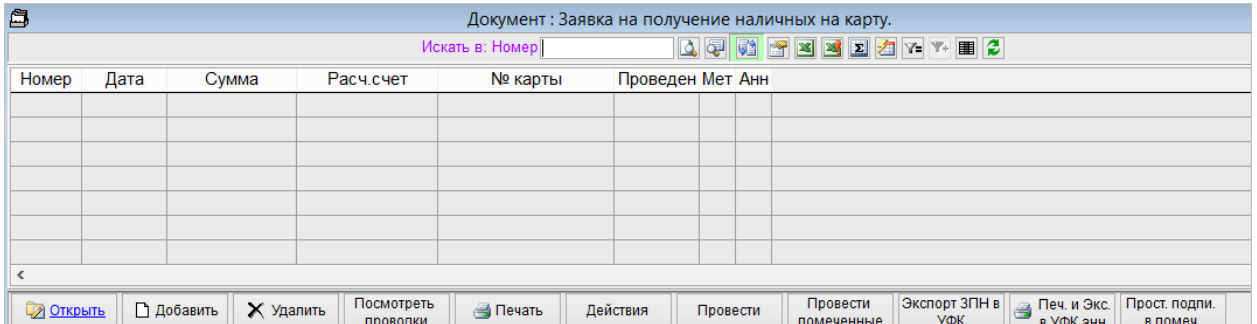 Документ : Заявка на получение наличных на карту.
Искать в: Номер
Номер Дата Сумма Расч.счет № карты Проведен Мет Анн
Открыть Добавить Удалить Посмотреть проводки Печать Действия Провести Провести помеченные Экспорт ЗПН в УФК Печ. и Экс. в УФК анн Прост. подпи. в помеч